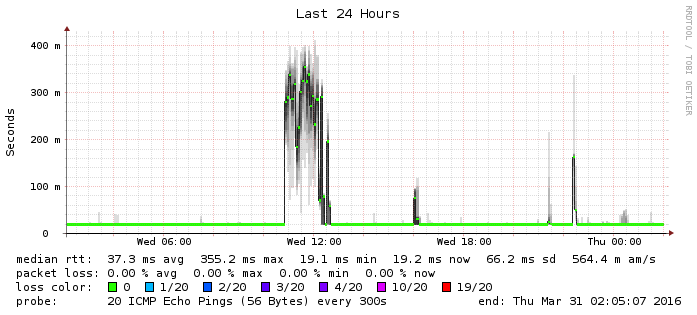 Last 24 Hours
RRDTOOL / TOBI OETIKER
Seconds
400 m
300 m
200 m
100 m
0
Wed 06:00 Wed 12:00 Wed 18:00 Thu 00:00
median rtt: 37.3 ms avg 355.2 ms max 19.1 ms min 19.2 ms now 66.2 ms sd 564.4 m am/s
packet loss: 0.00 % avg 0.00 % max 0.00 % min 0.00 % now
loss color: 0 1/20 2/20 3/20 4/20 10/20 19/20
probe: 20 ICMP Echo Pings (56 Bytes) every 300s end: Thu Mar 31 02:05:07 2016